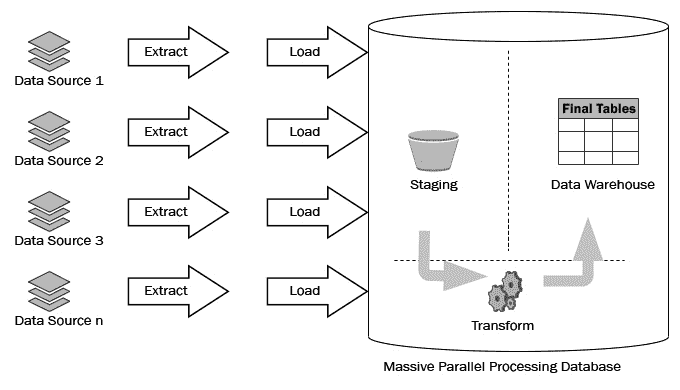 Extract
Load
Data Source 1
Extract
Load
Data Source 2
Extract
Load
Data Source 3
Extract
Load
Data Source n
Final Tables
Staging
Data Warehouse
Transform
Massive Parallel Processing Database